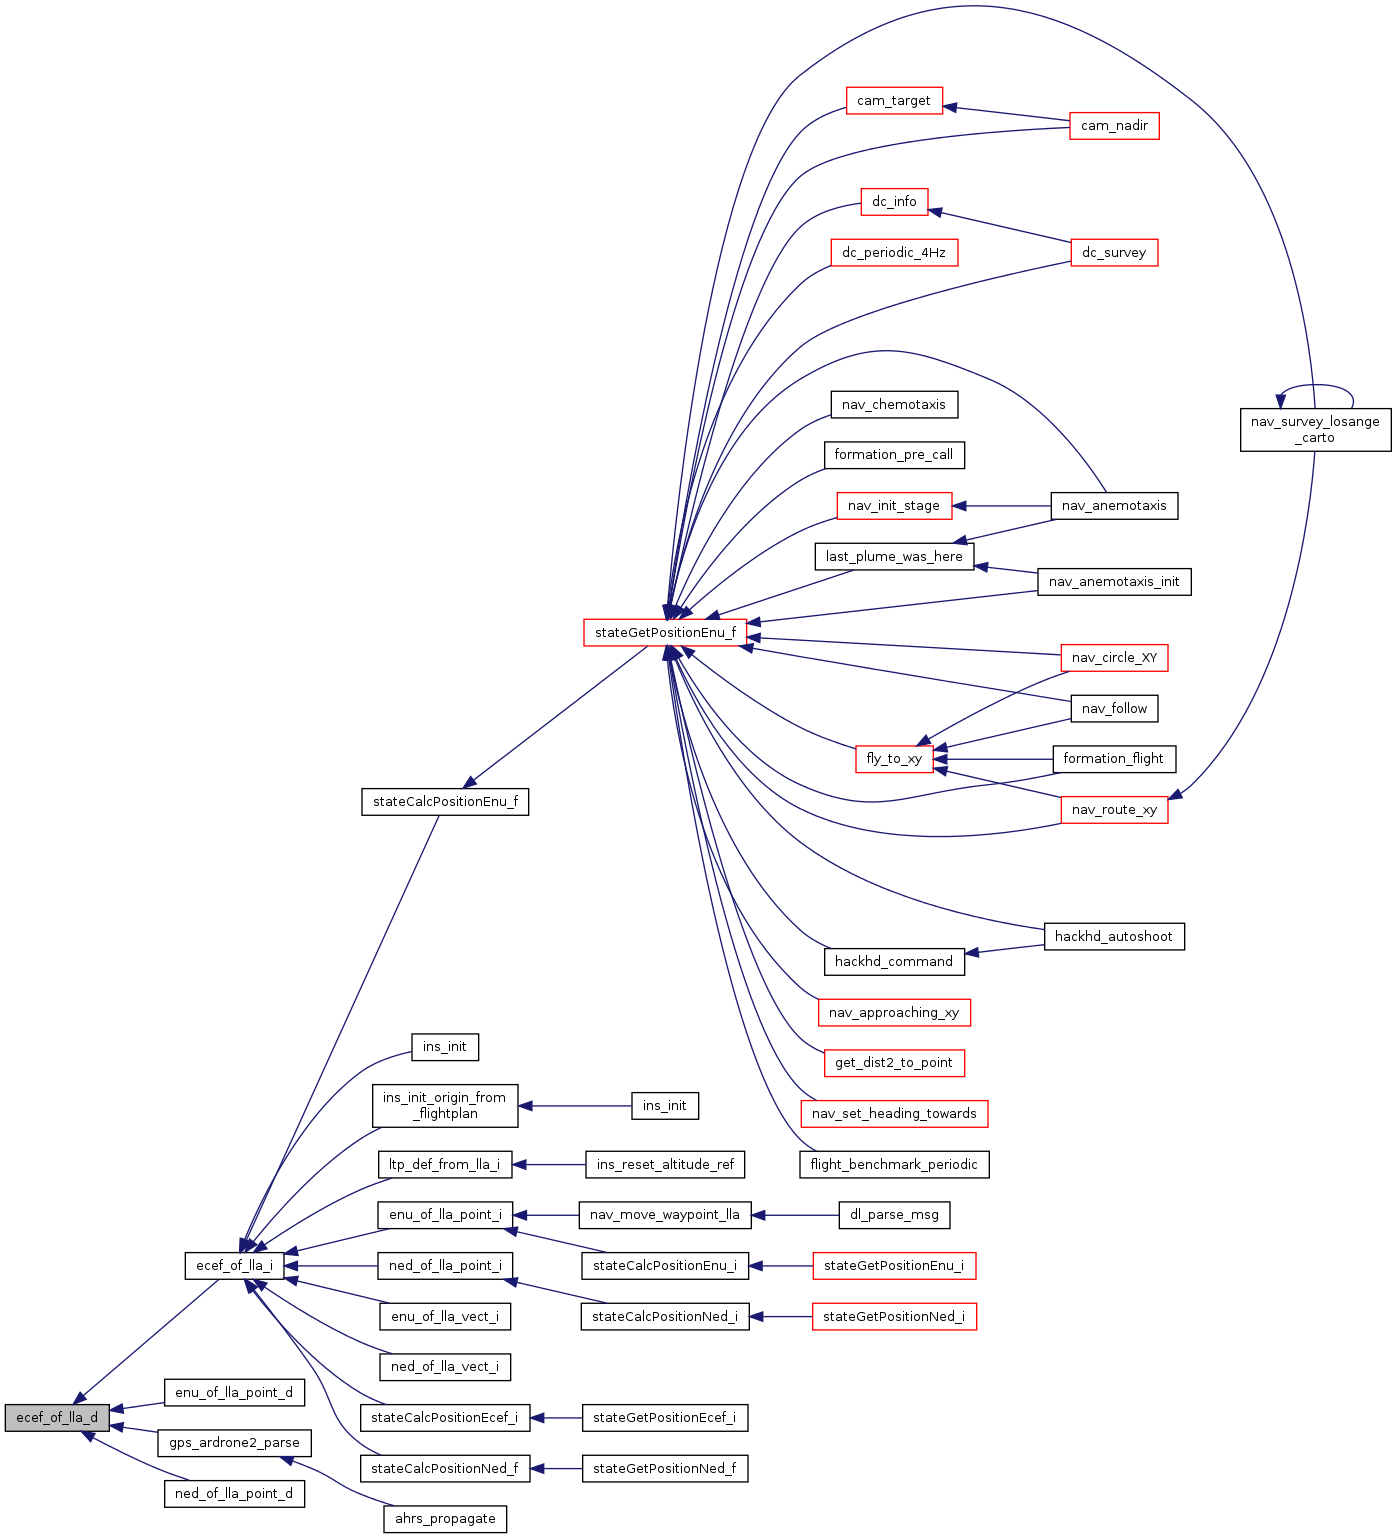 cam_target
cam_nadir
dc_info
dc_periodic_4Hz
dc_survey
nav_chemotaxis
nav_survey_losange
_carto
formation_pre_call
nav_init_stage
nav_anemotaxis
last_plume_was_here
nav_anemotaxis_init
stateGetPositionEnu_f
nav_circle_XY
nav_follow
fly_to_xy
formation_flight
stateCalcPositionEnu_f
nav_route_xy
hackhd_autoshoot
hackhd_command
nav_approaching_xy
ins_init
get_dist2_to_point
ins_init_origin_from
_flightplan
ins_init
nav_set_heading_towards
ltp_def_from_lla_i
ins_reset_altitude_ref
flight_benchmark_periodic
enu_of_lla_point_i
nav_move_waypoint_lla
dl_parse_msg
ecef_of_lla_i
ned_of_lla_point_i
stateCalcPositionEnu_i
stateGetPositionEnu_i
enu_of_lla_vect_i
stateCalcPositionNed_i
stateGetPositionNed_i
ned_of_lla_vect_i
enu_of_lla_point_d
ecef_of_lla_d
stateCalcPositionEcef_i
stateGetPositionEcef_i
gps_ardrone2_parse
stateCalcPositionNed_f
stateGetPositionNed_f
ned_of_lla_point_d
ahrs_propagate